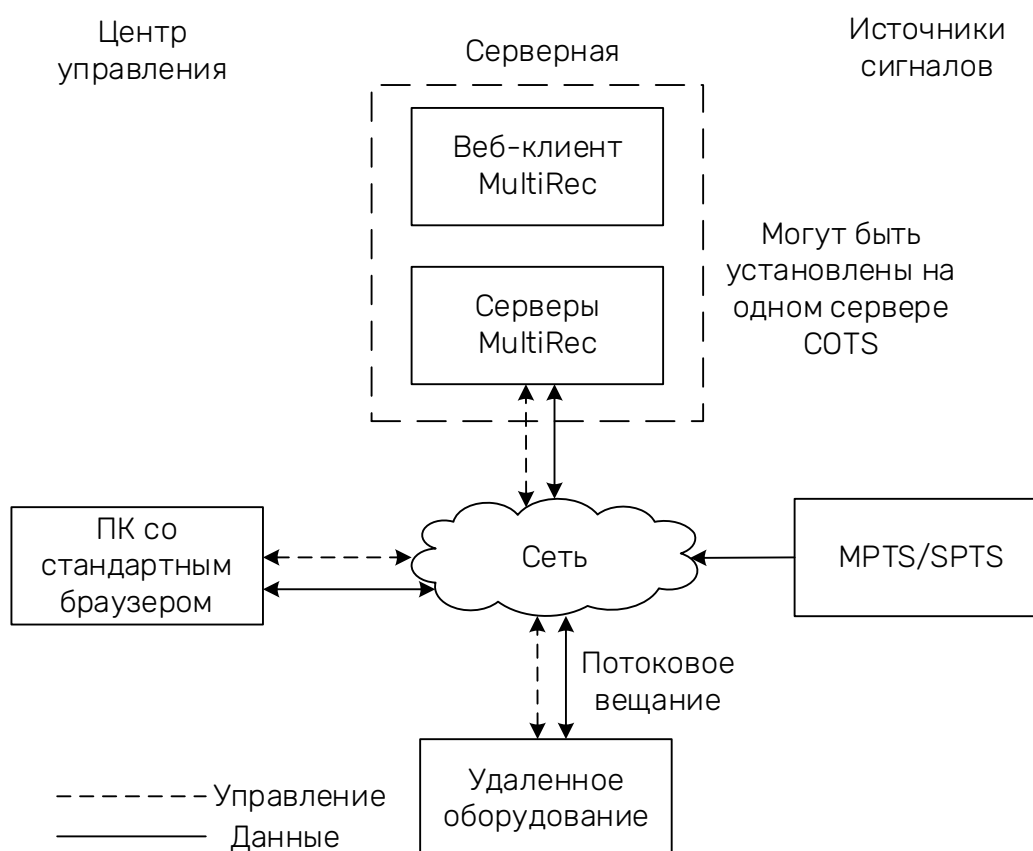 Центр
управления
Серверная
Источники
сигналов
Веб-клиент
MultiRec
Серверы
MultiRec
Могут быть
установлены на
одном сервере
COTS
ПК со
стандартным
браузером
Сеть
MPTS/SPTS
Потоковое
вещание
Удаленное
оборудование
Управление
Данные